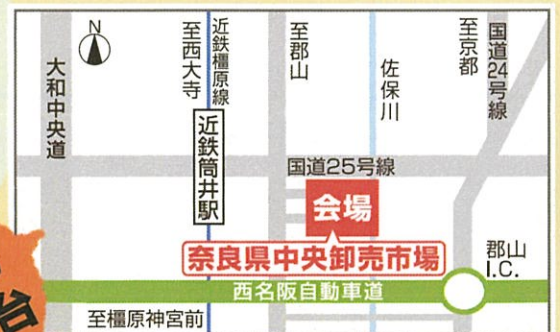 N
大和中央道
至西大寺
近鉄橿原線
近鉄筒井駅
至郡山
佐保川
至京都
国道24号線
国道25号線
会場
奈良県中央卸売市場
郡山
I.C.
西名阪自動車道
至橿原神宮前
台